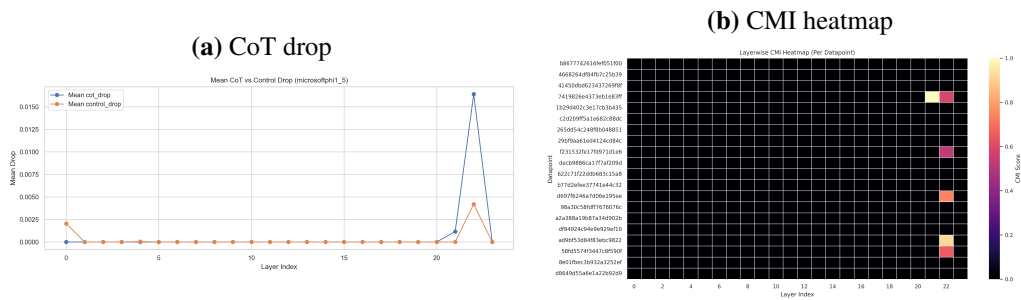 (a) CoT drop
Mean CoT vs Control Drop (microsoftphi1_5)
Mean cot_drop
Mean control_drop
Mean Drop
0.0150
0.0125
0.0100
0.0075
0.0050
0.0025
0.0000
0 5 10 15 20
Layer Index
(b) CMI heatmap
Layerwise CMI Heatmap (Per Datapoint)
Datapoint
b8677742616fef051f00
4668264df84fb7c25b39
41450dbd623437269f8f
7419826e4373eb1e83ff
1b29d402c3e17cb3b435
c2d2b9ff5a1e682c88dc
265dd54c248f8b048851
29bf9aa61ed4124cd84c
f231532fe17fd971d1e6
decb9886ca17f7af209d
622c71f22ddb683c15a8
b77d2efee37741e44c32
d697f6246a7d06e195ee
98a30c58fdff7676076c
a2a388a19b87a34d902b
df84924c94e9e929ef10
ad9bf53d84f83ebc9822
58fd5574f3447c8f590f
8e01fbec3b932a3252ef
d8649d55a6e1a22b92d9
0 2 4 6 8 10 12 14 16 18 20 22
Layer Index
1.0
0.8
0.6
0.4
0.2
0.0
CMI Score